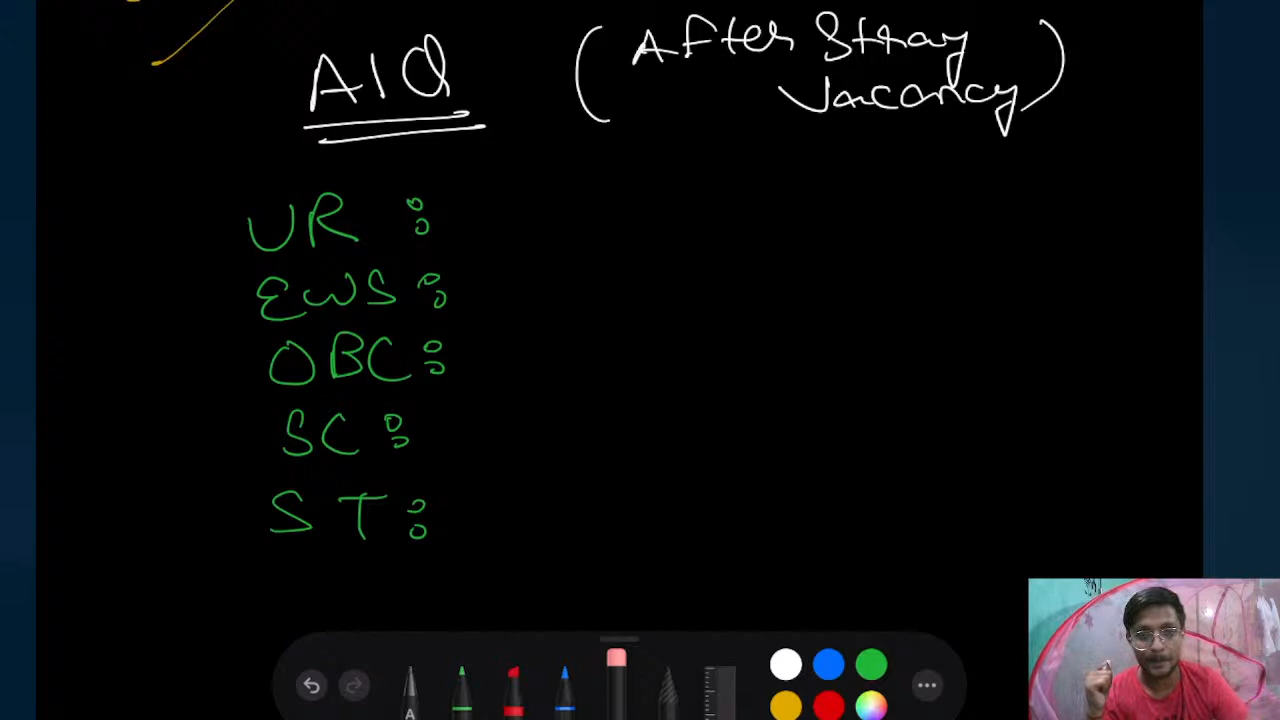 AIQ (After Stray
Vacancy)
UR :
EWS :
OBC :
SC :
ST :
A